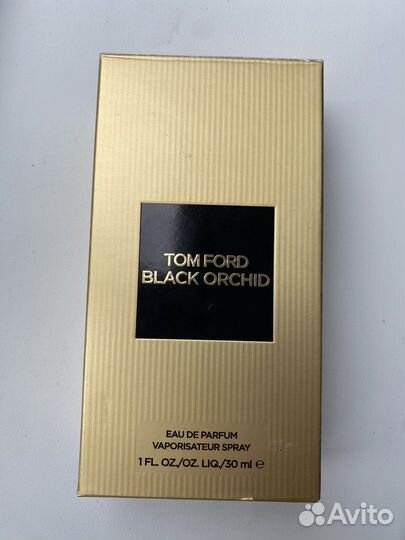 TOM FORD
BLACK ORCHID
EAU DE PARFUM
VAPORISATEUR SPRAY
1 FL. OZ./OZ. LIQ./30 ml e
Avito